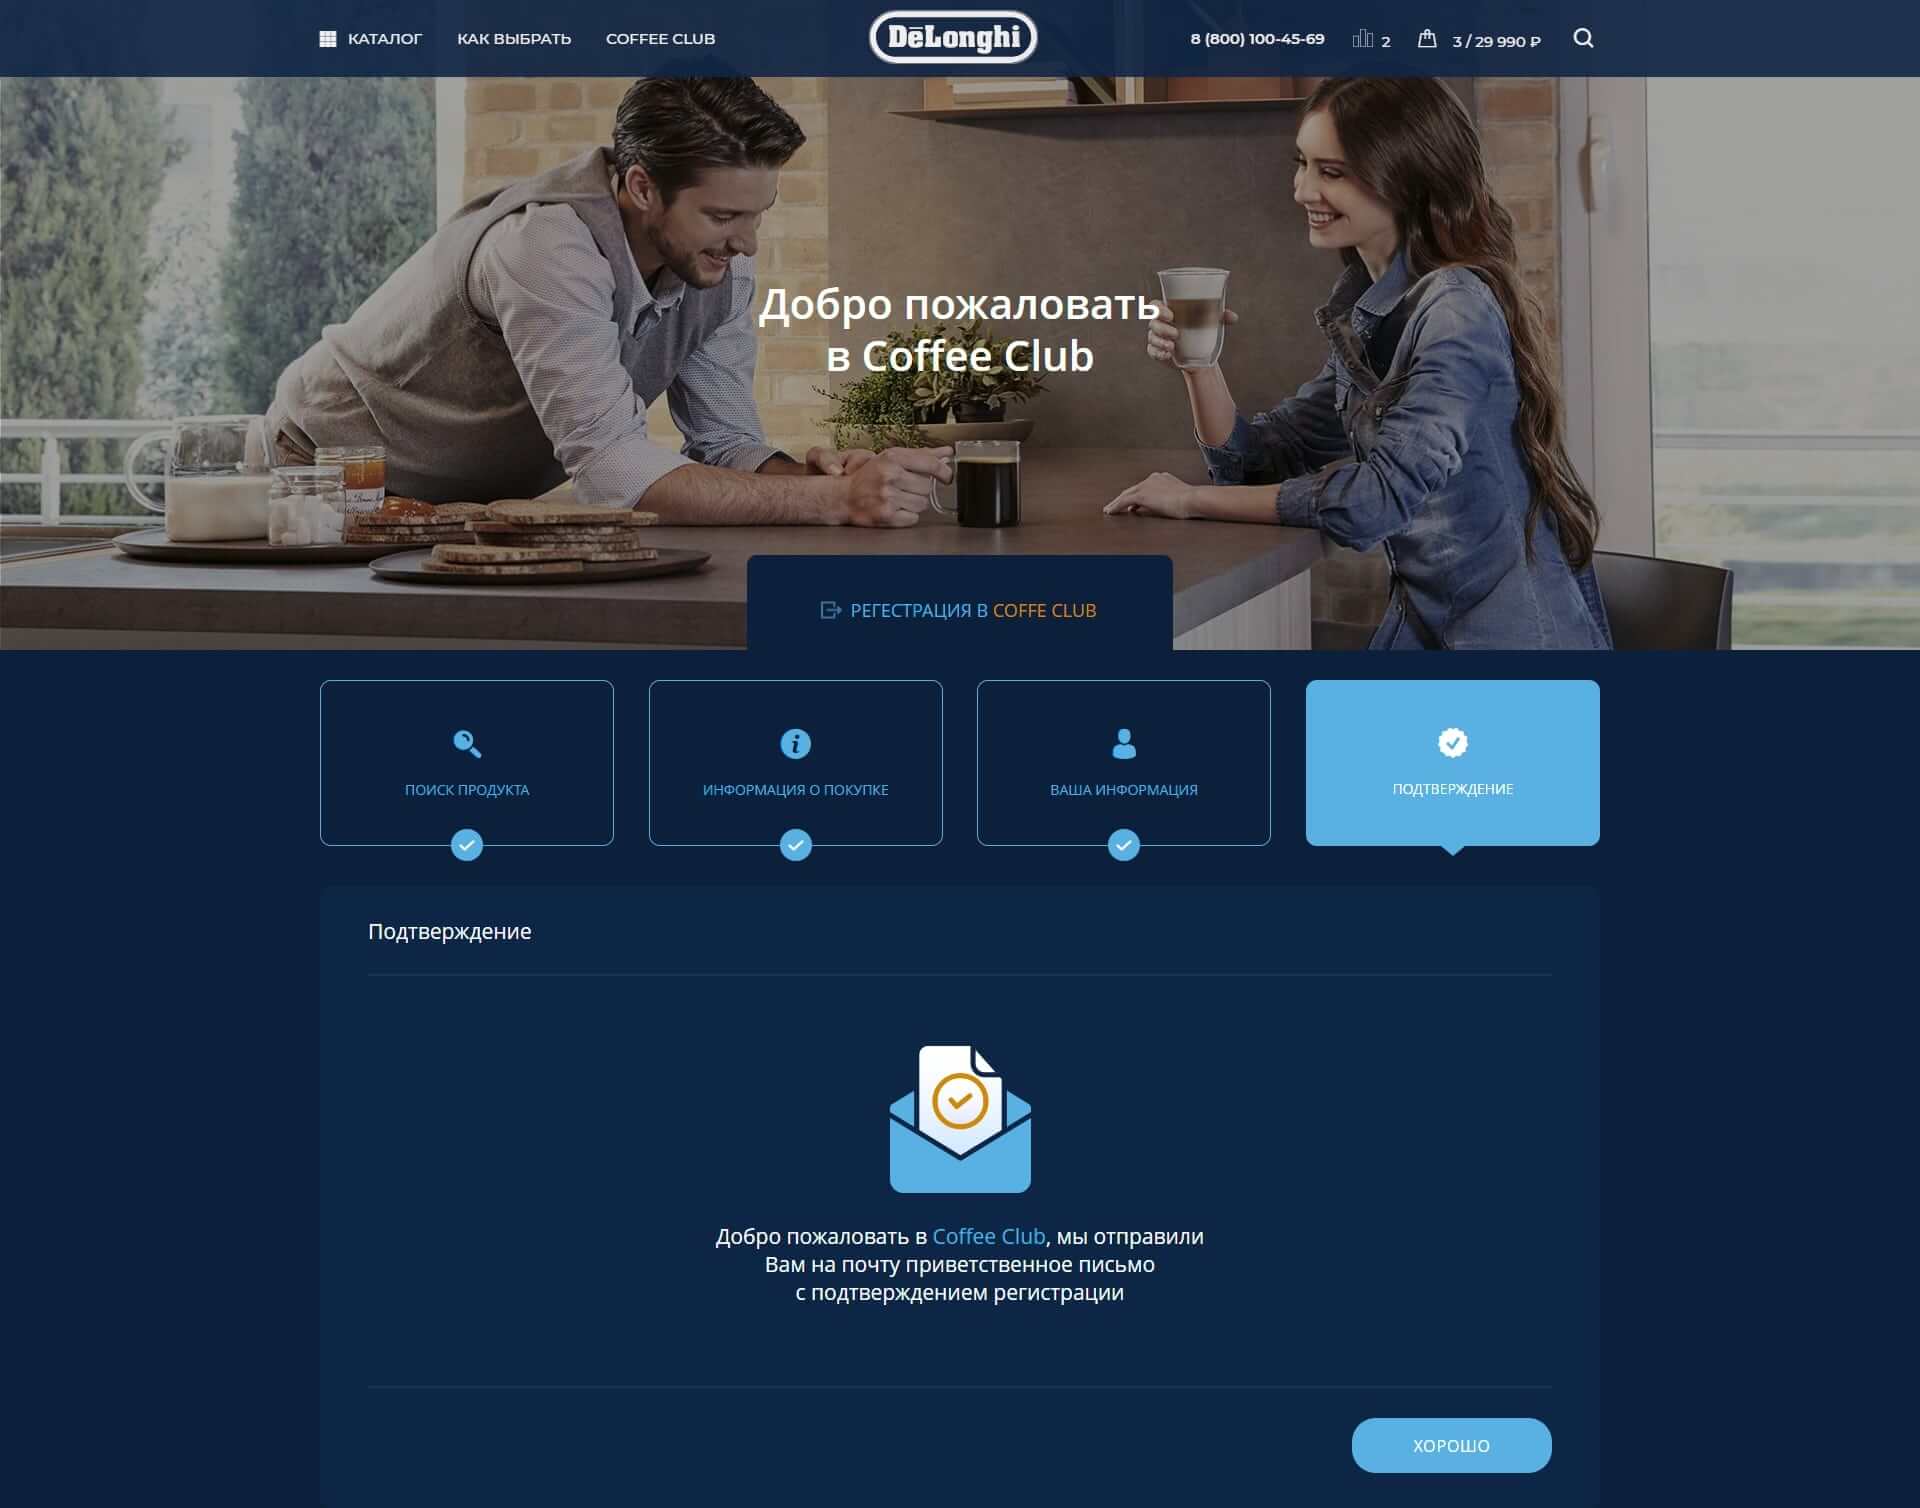 КАТАЛОГ
КАК ВЫБРАТЬ
COFFEE CLUB
DeLonghi
8 (800) 100-45-69
2
3 / 29 990 ₽
Добро пожаловать
в Coffee Club
РЕГЕСТРАЦИЯ В COFFE CLUB
ПОИСК ПРОДУКТА
ИНФОРМАЦИЯ О ПОКУПКЕ
ВАША ИНФОРМАЦИЯ
ПОДТВЕРЖДЕНИЕ
Подтверждение
Добро пожаловать в Coffee Club, мы отправили
Вам на почту приветственное письмо
с подтверждением регистрации
ХОРОШО